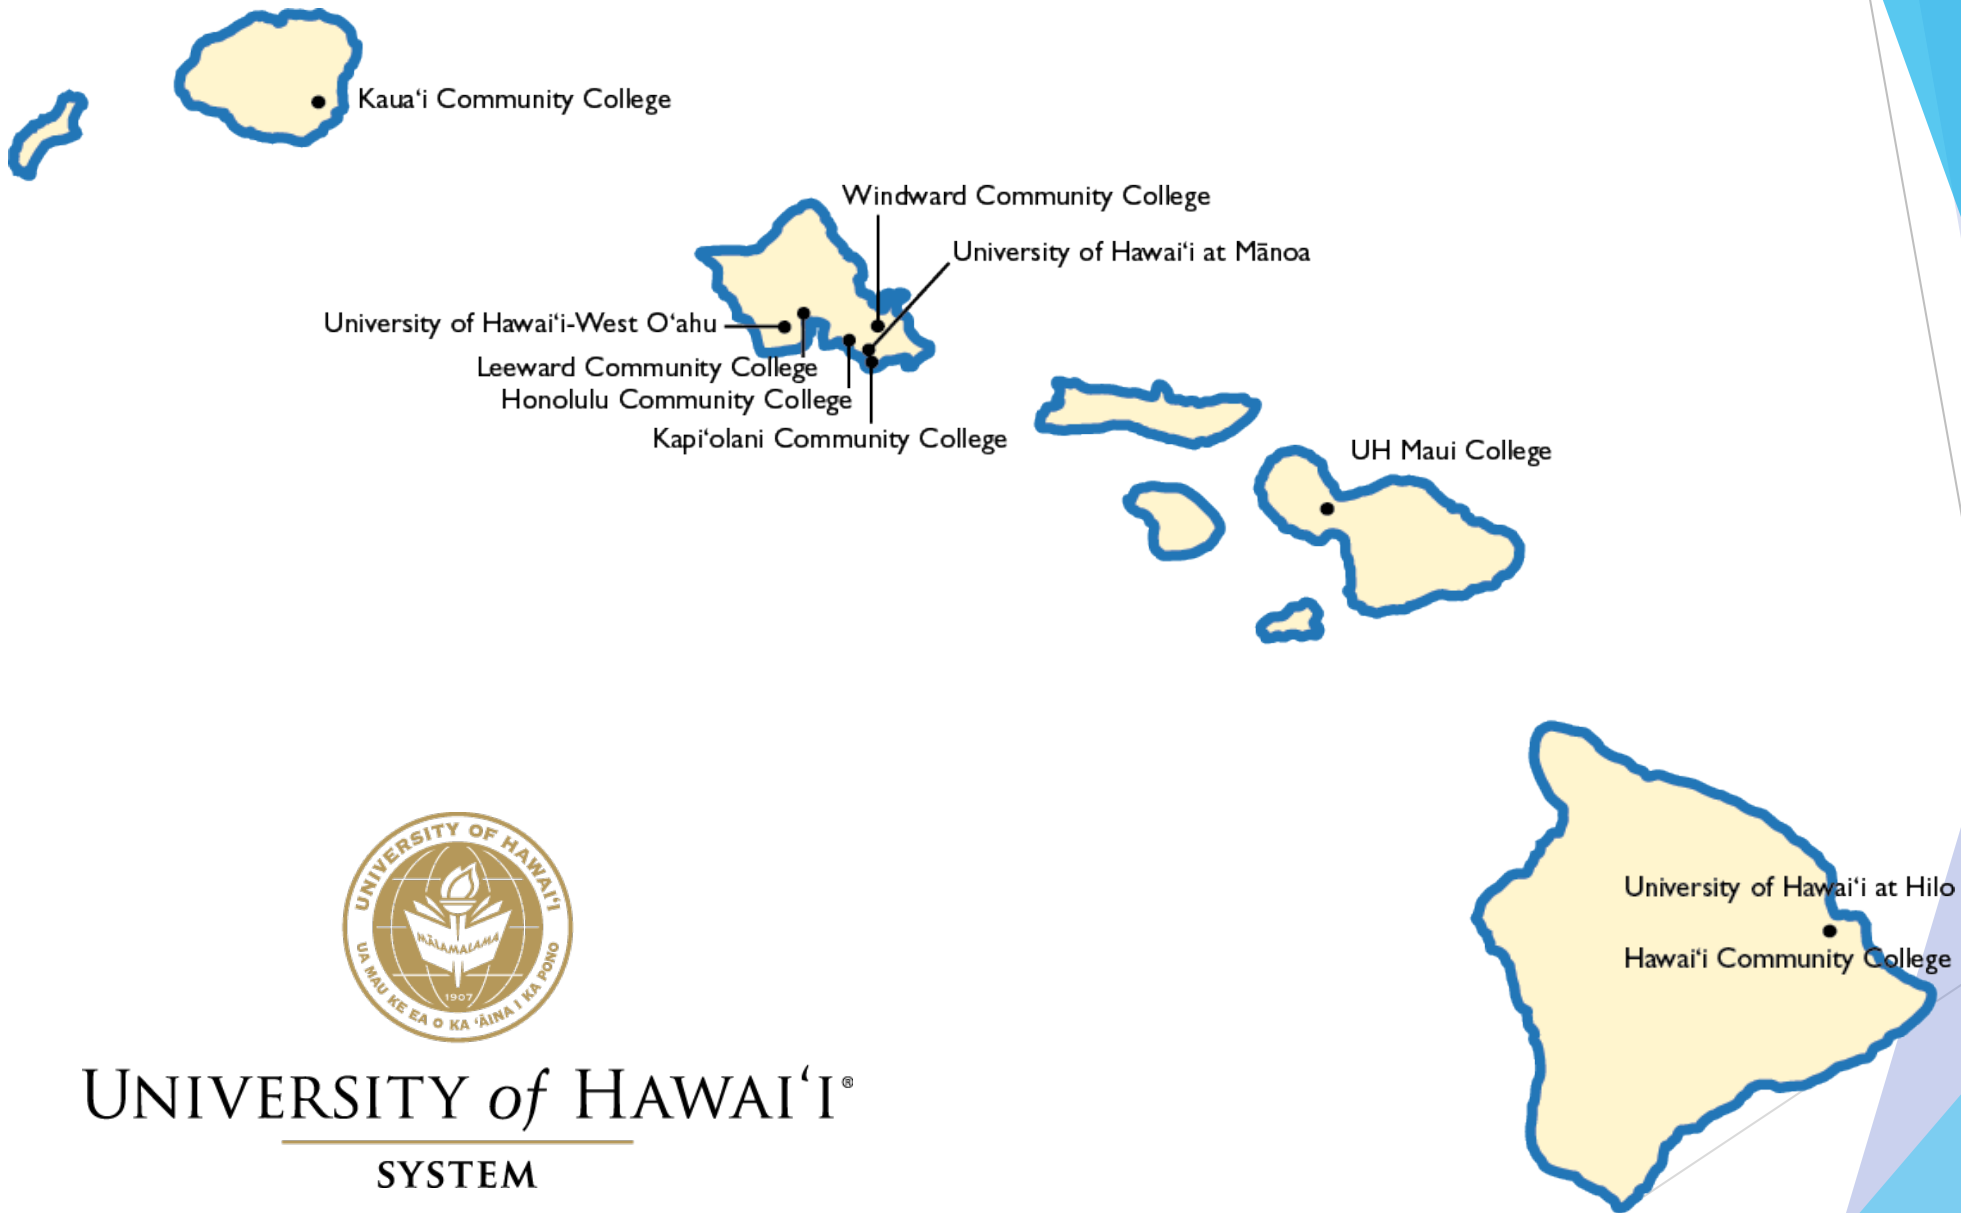 Kauaʻi Community College
Windward Community College
University of Hawaiʻi at Mānoa
University of Hawaiʻi-West Oʻahu
Leeward Community College
Honolulu Community College
Kapiʻolani Community College
UH Maui College
University of Hawaiʻi at Hilo
Hawaiʻi Community College
UNIVERSITY OF HAWAIʻI
MĀLAMALAMA
1907
UA MAU KE EA O KA ʻĀINA I KA PONO
UNIVERSITY of HAWAIʻI®
SYSTEM